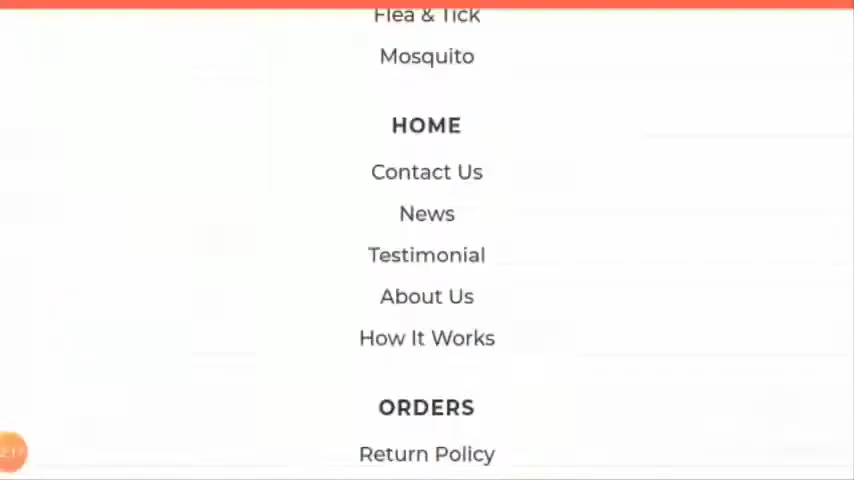 Flea & Tick
Mosquito
HOME
Contact Us
News
Testimonial
About Us
How It Works
ORDERS
Return Policy